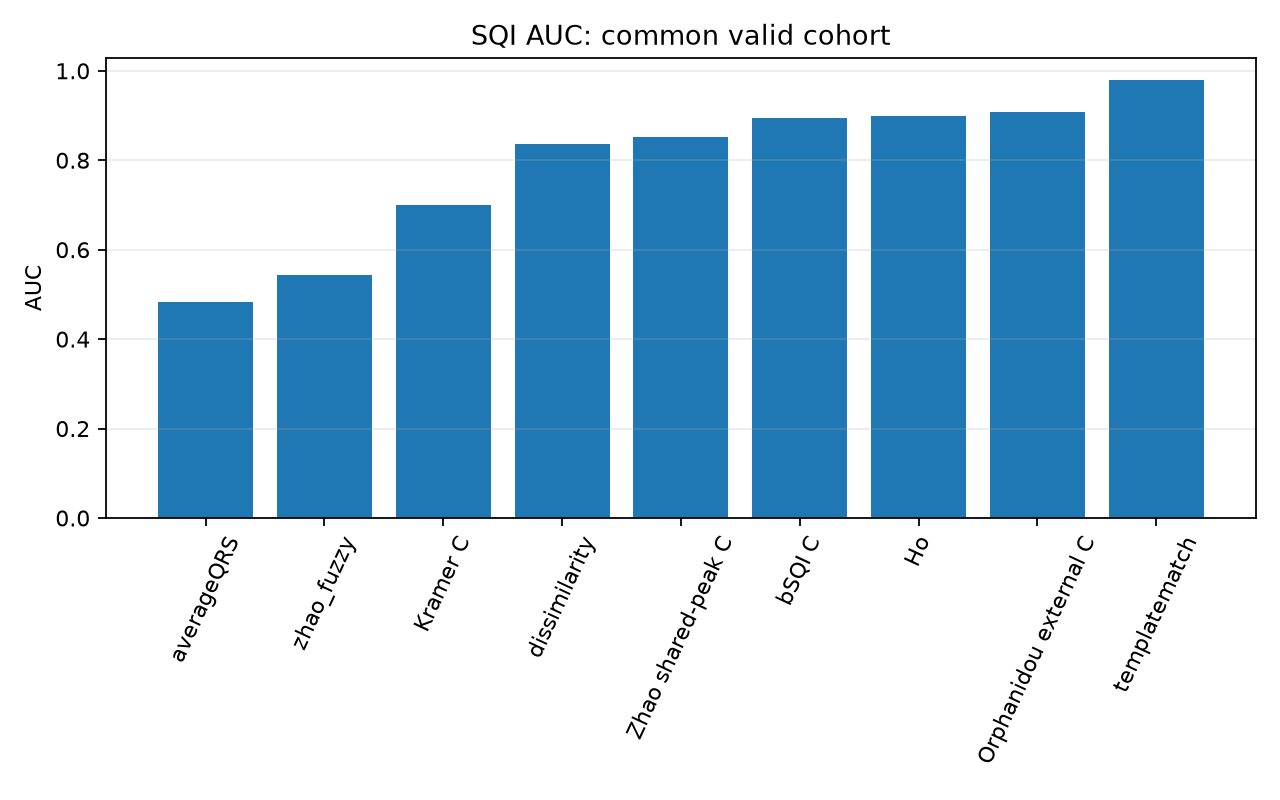 SQI AUC: common valid cohort
AUC
1.0
0.8
0.6
0.4
0.2
0.0
averageQRS
zhao_fuzzy
Kramer C
dissimilarity
Zhao shared-peak C
bSQI C
Ho
Orphanidou external C
templatematch